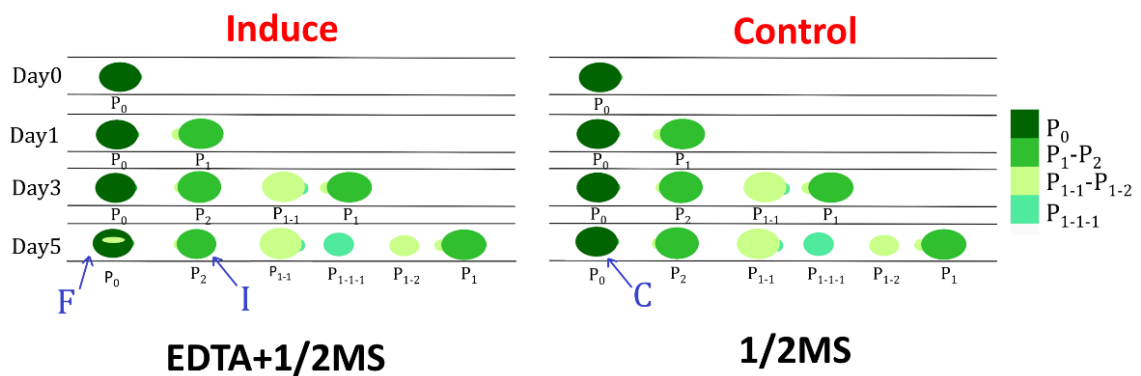 Induce Control
Day0
P₀ P₀
Day1
P₀ P₁ P₀ P₁
Day3
P₀ P₂ P₁₋₁ P₁ P₀ P₂ P₁₋₁ P₁
Day5
P₀ P₂ P₁₋₁ P₁₋₁₋₁ P₁₋₂ P₁ P₀ P₂ P₁₋₁ P₁₋₁₋₁ P₁₋₂ P₁
F I C
EDTA+1/2MS 1/2MS
P₀
P₁-P₂
P₁₋₁-P₁₋₂
P₁₋₁₋₁